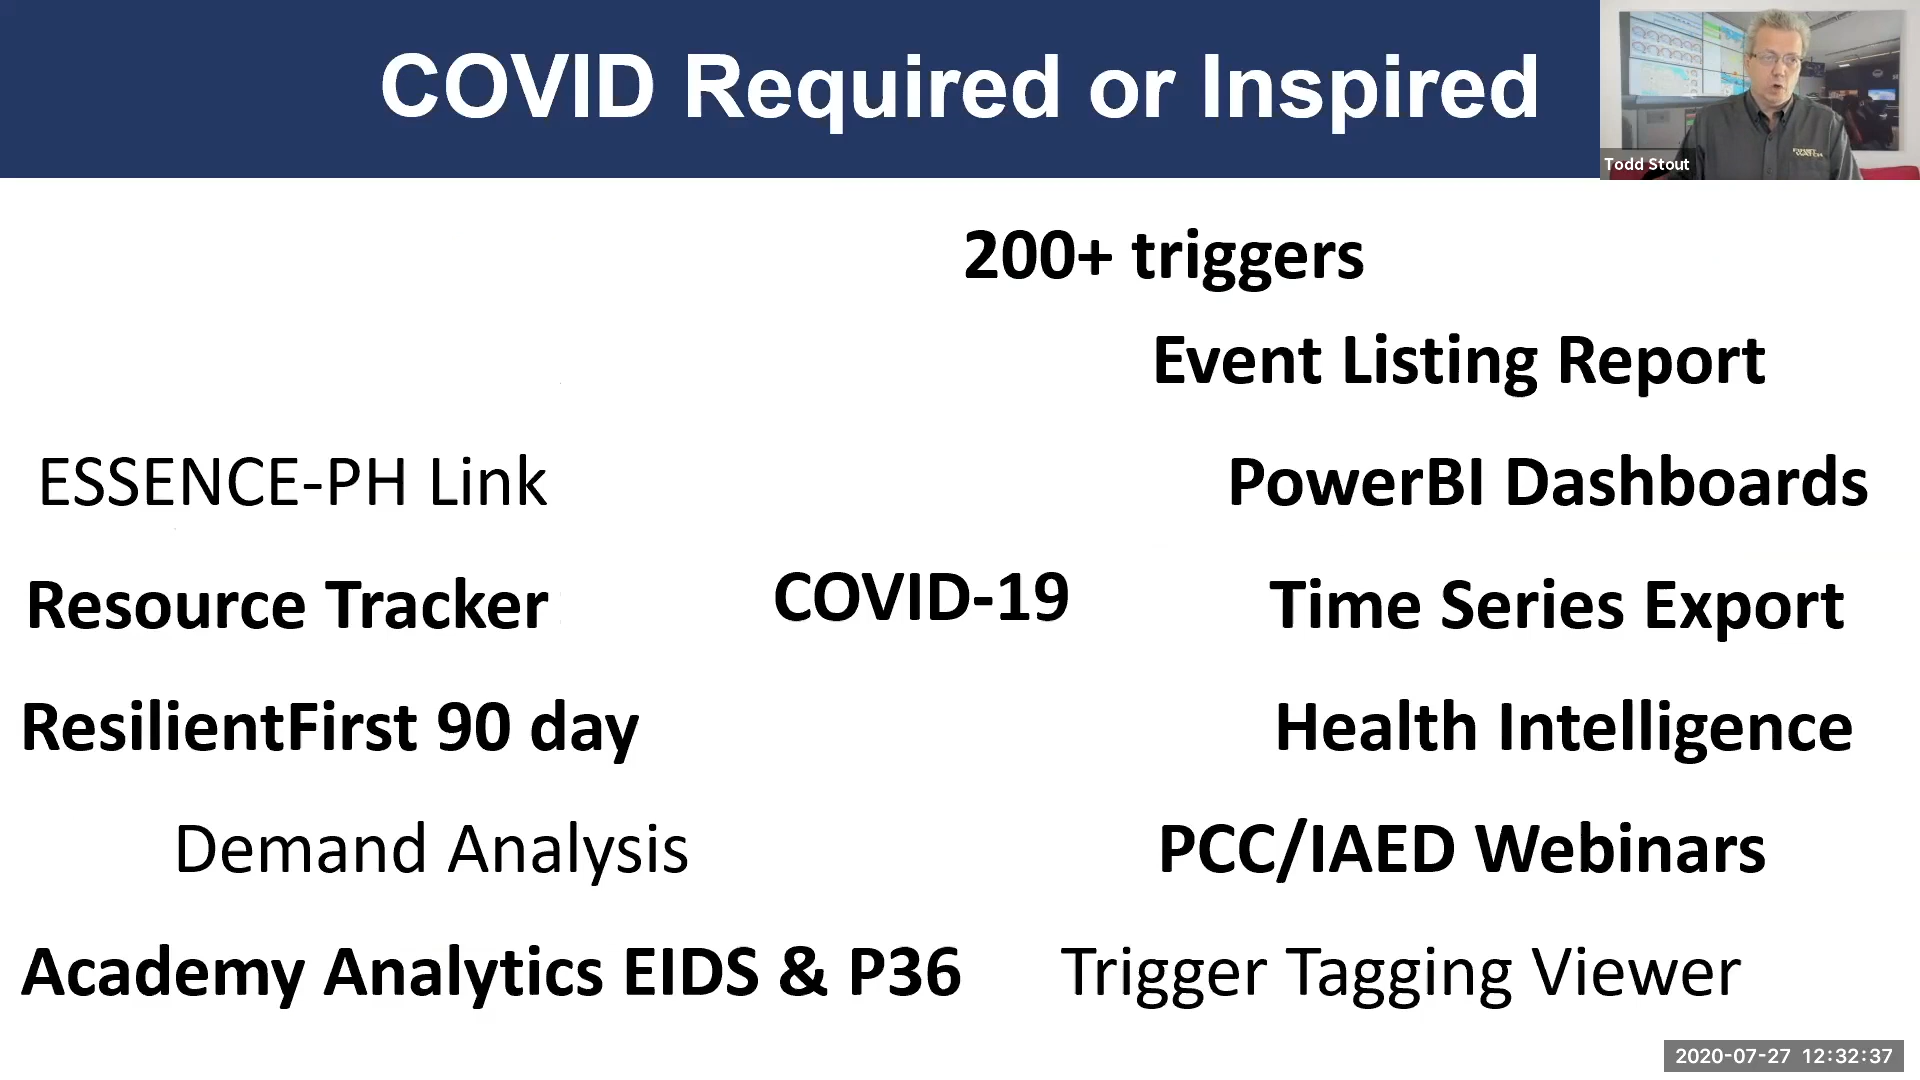 COVID Required or Inspired
Todd Stout
200+ triggers
Event Listing Report
ESSENCE-PH Link
PowerBI Dashboards
Resource Tracker
COVID-19
Time Series Export
ResilientFirst 90 day
Health Intelligence
Demand Analysis
PCC/IAED Webinars
Academy Analytics EIDS & P36
Trigger Tagging Viewer
2020-07-27 12:32:37